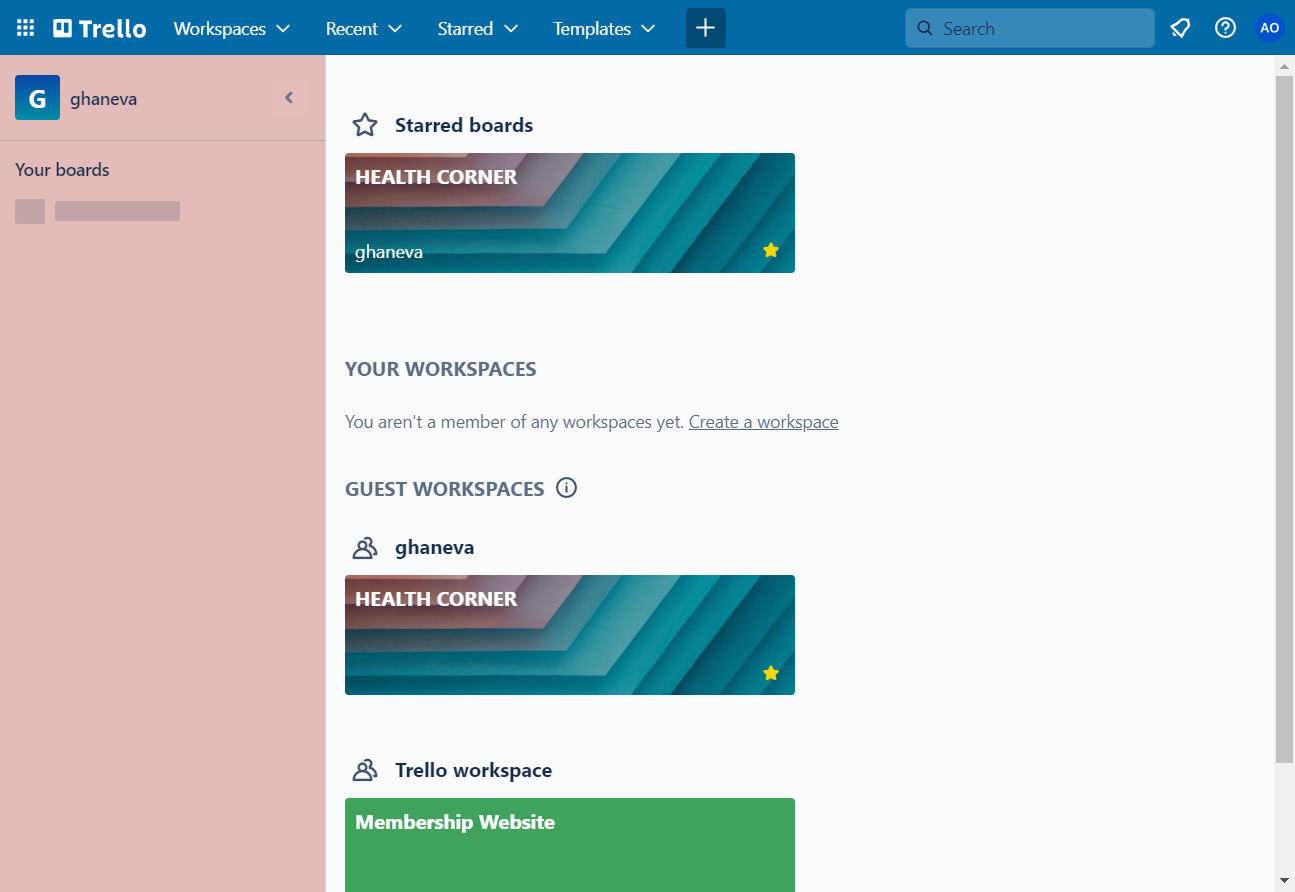 Trello Workspaces Recent Starred Templates Search AO
G ghaneva
Your boards
Starred boards
HEALTH CORNER
ghaneva
YOUR WORKSPACES
You aren't a member of any workspaces yet. Create a workspace
GUEST WORKSPACES
ghaneva
HEALTH CORNER
Trello workspace
Membership Website